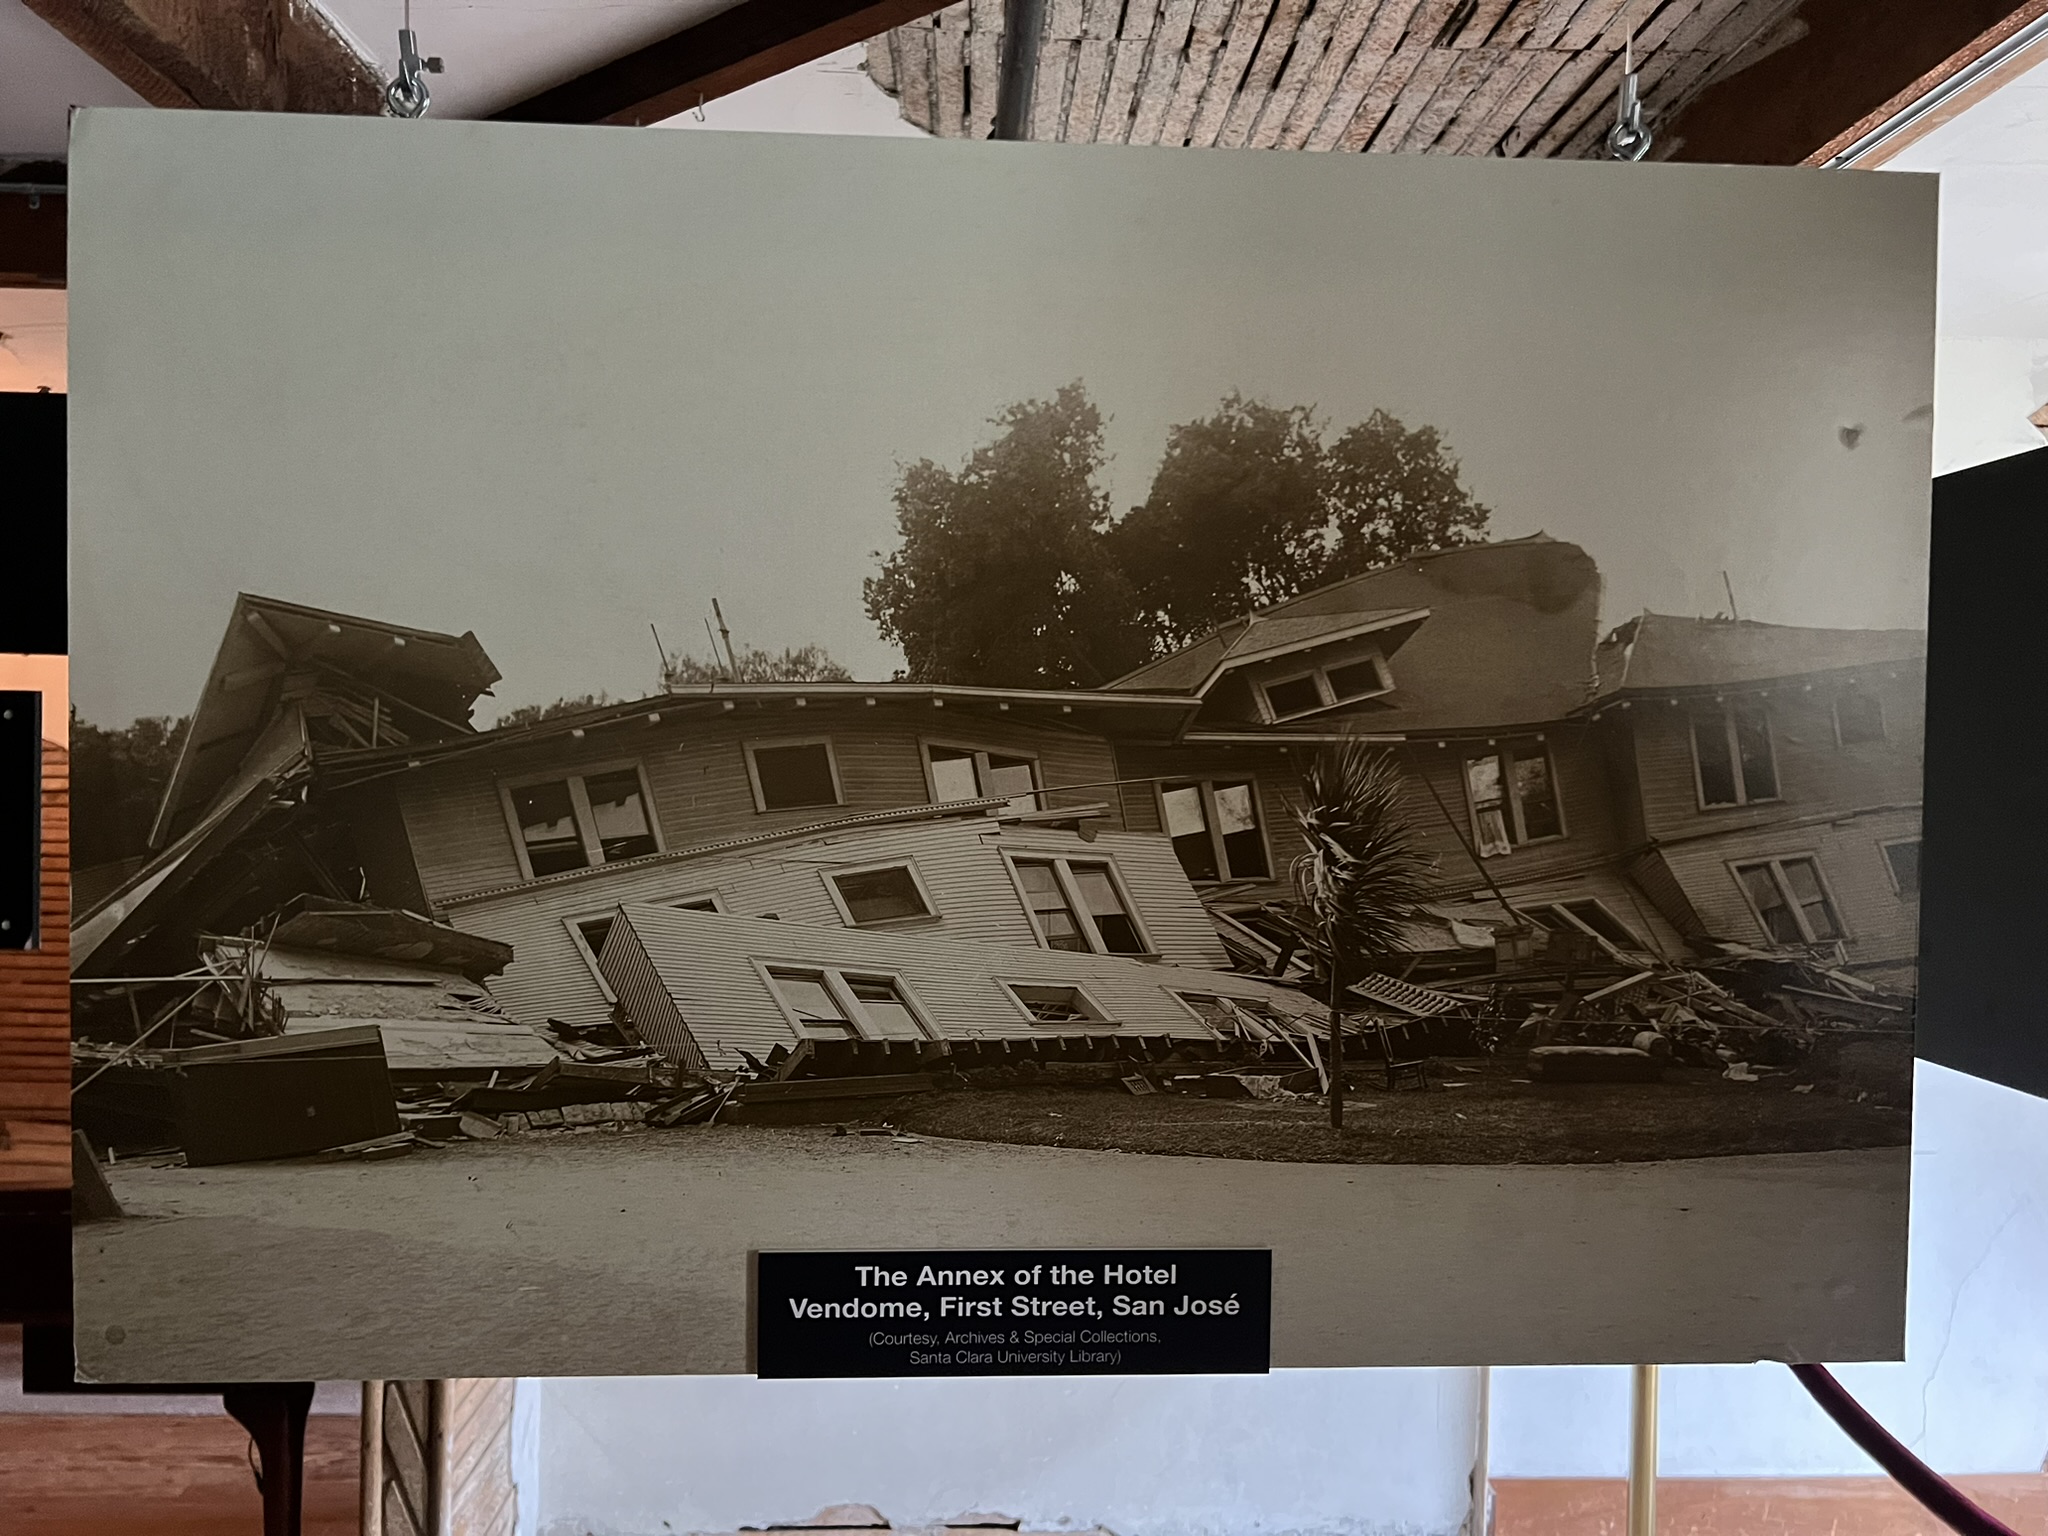 The Annex of the Hotel
Vendome, First Street, San José
(Courtesy, Archives & Special Collections,
Santa Clara University Library)